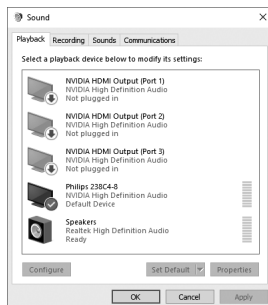 Sound
Playback Recording Sounds Communications
Select a playback device below to modify its settings:
NVIDIA HDMI Output (Port 1)
NVIDIA High Definition Audio
Not plugged in
NVIDIA HDMI Output (Port 2)
NVIDIA High Definition Audio
Not plugged in
NVIDIA HDMI Output (Port 3)
NVIDIA High Definition Audio
Not plugged in
Philips 238C4-8
NVIDIA High Definition Audio
Default Device
Speakers
Realtek High Definition Audio
Ready
Configure Set Default Properties
OK Cancel Apply